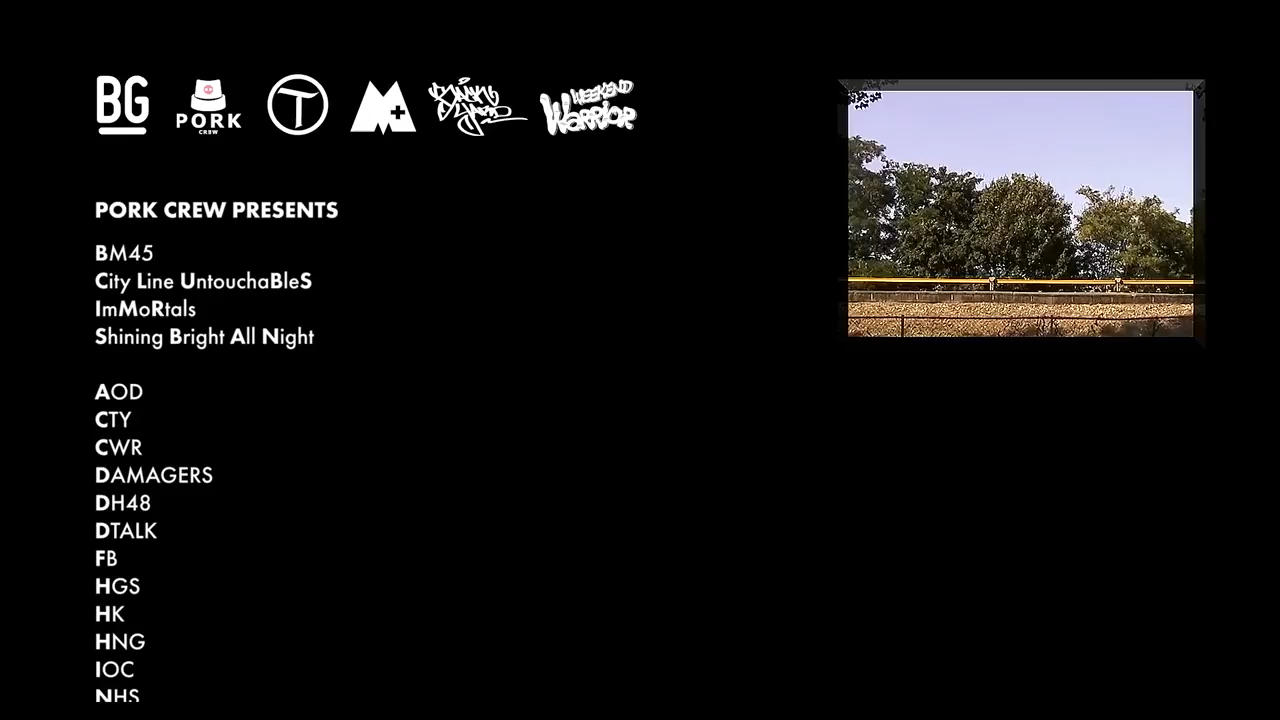 BG
PORK
CREW
T
M+
WEEKEND
WARRIOR
PORK CREW PRESENTS
BM45
City Line UntouchaBleS
ImMoRtals
Shining Bright All Night
AOD
CTY
CWR
DAMAGERS
DH48
DTALK
FB
HGS
HK
HNG
IOC
NHS